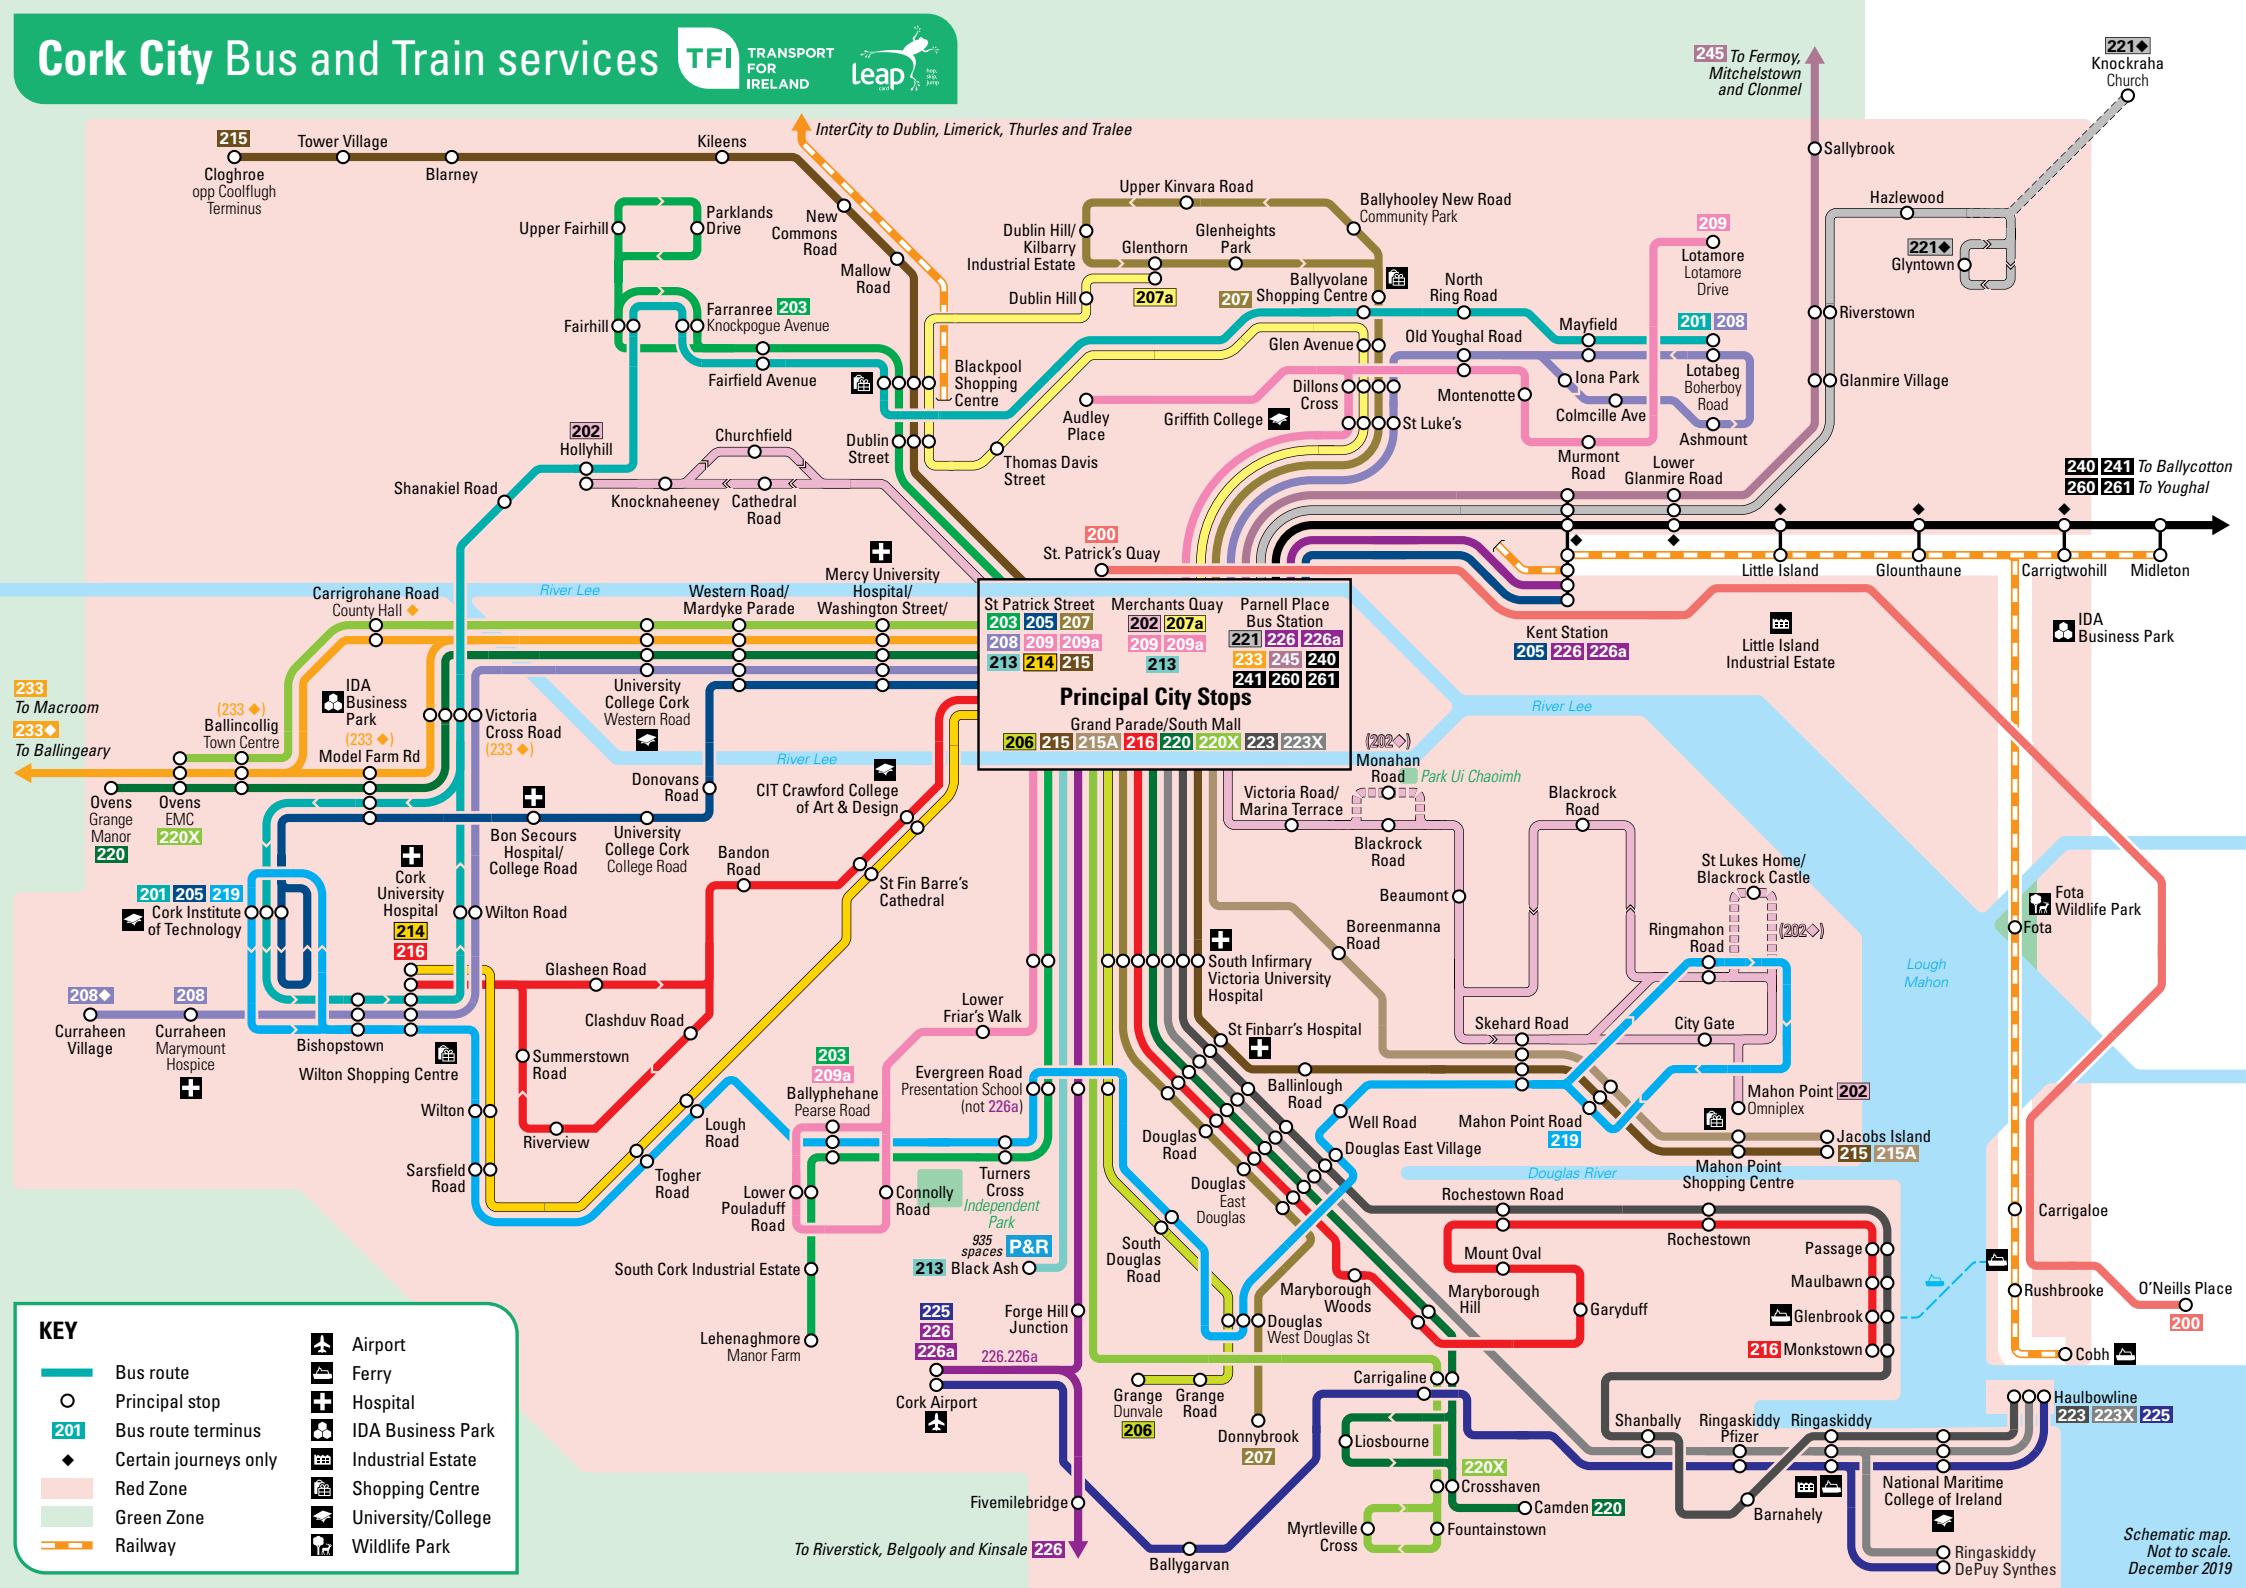 Cork City Bus and Train services
TFI
TRANSPORT
FOR
IRELAND
leap
card
hop,
skip,
jump
245 To Fermoy,
Mitchelstown
and Clonmel
221◆
Knockraha
Church
InterCity to Dublin, Limerick, Thurles and Tralee
215
Cloghroe
opp Coolflugh
Terminus
Tower Village
Blarney
Kileens
New
Commons
Road
Mallow
Road
Upper Fairhill
Parklands
Drive
Farranree 203
Knockpogue Avenue
Fairhill
Fairfield Avenue
Upper Kinvara Road
Ballyhooley New Road
Community Park
Dublin Hill/
Kilbarry
Industrial Estate
Glenthorn
Glenheights
Park
Dublin Hill
207a
207
Ballyvolane
Shopping Centre
North
Ring Road
209
Lotamore
Lotamore
Drive
Sallybrook
Hazlewood
221◆
Glyntown
Riverstown
Glanmire Village
Mayfield
201 208
Old Youghal Road
Glen Avenue
Blackpool
Shopping
Centre
Dillons
Cross
Montenotte
Iona Park
Colmcille Ave
Lotabeg
Boherboy
Road
Ashmount
Audley
Place
Griffith College
St Luke's
Murmont
Road
Lower
Glanmire Road
202
Hollyhill
Churchfield
Dublin
Street
Thomas Davis
Street
Shanakiel Road
Knocknaheeney
Cathedral
Road
240 241 To Ballycotton
260 261 To Youghal
200
St. Patrick's Quay
Little Island
Glounthaune
Carrigtwohill
Midleton
Carrigrohane Road
County Hall ◆
River Lee
Western Road/
Mardyke Parade
Mercy University
Hospital/
Washington Street/
St Patrick Street
203 205 207
208 209 209a
213 214 215
Merchants Quay
202 207a
209 209a
213
Parnell Place
Bus Station
221 226 226a
233 245 240
241 260 261
Principal City Stops
Grand Parade/South Mall
206 215 215A 216 220 220X 223 223X
Kent Station
205 226 226a
Little Island
Industrial Estate
IDA
Business Park
233
To Macroom
233◆
To Ballingeary
(233 ◆)
Ballincollig
Town Centre
IDA
Business
Park
(233 ◆)
Model Farm Rd
Victoria
Cross Road
(233 ◆)
University
College Cork
Western Road
River Lee
River Lee
Ovens
Grange
Manor
220
Ovens
EMC
220X
Donovans
Road
CIT Crawford College
of Art & Design
Bon Secours
Hospital/
College Road
University
College Cork
College Road
Bandon
Road
St Fin Barre's
Cathedral
(202◇)
Monahan
Road
Park Ui Chaoimh
Victoria Road/
Marina Terrace
Blackrock
Road
Blackrock
Road
St Lukes Home/
Blackrock Castle
(202◇)
Beaumont
Boreenmanna
Road
Ringmahon
Road
201 205 219
Cork Institute
of Technology
Cork
University
Hospital
214
216
Wilton Road
Glasheen Road
208◆
Curraheen
Village
208
Curraheen
Marymount
Hospice
Bishopstown
Wilton Shopping Centre
Clashduv Road
Summerstown
Road
Riverview
Wilton
Sarsfield
Road
Lough
Road
Togher
Road
Lower
Friar's Walk
203
209a
Ballyphehane
Pearse Road
Evergreen Road
Presentation School
(not 226a)
South Infirmary
Victoria University
Hospital
St Finbarr's Hospital
Ballinlough
Road
Skehard Road
City Gate
Mahon Point 202
Omniplex
Well Road
Mahon Point Road
219
Jacobs Island
215 215A
Mahon Point
Shopping Centre
Lough
Mahon
Fota
Wildlife Park
Fota
Douglas
Road
Douglas East Village
Douglas River
Lower
Pouladuff
Road
Connolly
Road
Turners
Cross
Independent
Park
935
spaces P&R
213 Black Ash
Douglas
East
Douglas
South
Douglas
Road
Rochestown Road
Rochestown
Mount Oval
Maryborough
Hill
Maryborough
Woods
Garyduff
Passage
Maulbawn
Glenbrook
216 Monkstown
Carrigaloe
Rushbrooke
O'Neills Place
200
Cobh
South Cork Industrial Estate
Lehenaghmore
Manor Farm
225
226
226a
226.226a
Cork Airport
Forge Hill
Junction
Douglas
West Douglas St
Grange
Dunvale
206
Grange
Road
Donnybrook
207
Carrigaline
Liosbourne
220X
Crosshaven
Camden 220
Myrtleville
Cross
Fountainstown
Fivemilebridge
To Riverstick, Belgooly and Kinsale 226
Ballygarvan
Shanbally
Ringaskiddy
Pfizer
Ringaskiddy
Barnahely
Haulbowline
223 223X 225
National Maritime
College of Ireland
Ringaskiddy
DePuy Synthes
KEY
Bus route
Principal stop
201 Bus route terminus
◆ Certain journeys only
Red Zone
Green Zone
Railway
Airport
Ferry
Hospital
IDA Business Park
Industrial Estate
Shopping Centre
University/College
Wildlife Park
Schematic map.
Not to scale.
December 2019